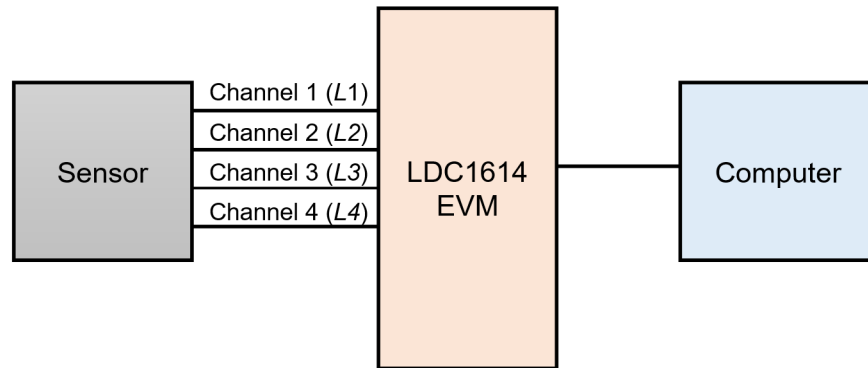 Sensor
Channel 1 (L1)
Channel 2 (L2)
Channel 3 (L3)
Channel 4 (L4)
LDC1614
EVM
Computer